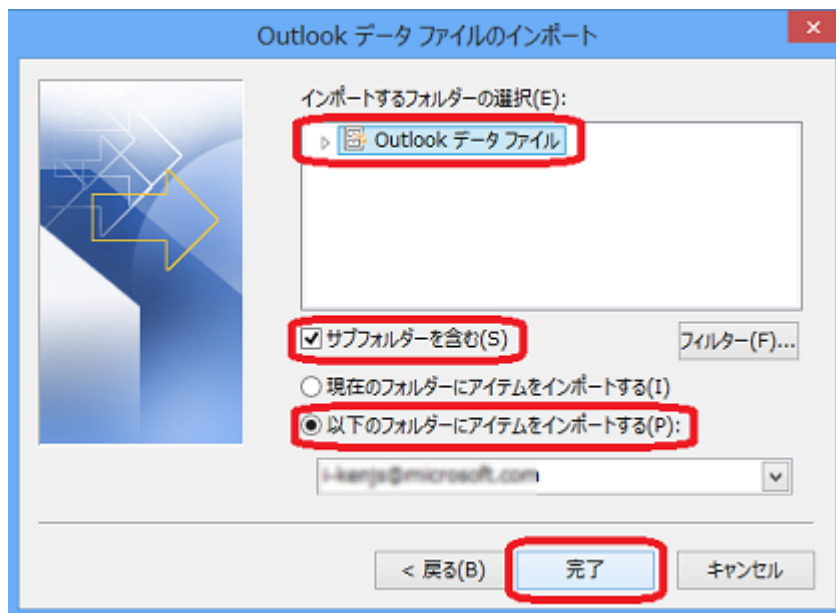 Outlook データ ファイルのインポート
インポートするフォルダーの選択(E):
Outlook データ ファイル
サブフォルダーを含む(S)
フィルター(F)...
現在のフォルダーにアイテムをインポートする(I)
以下のフォルダーにアイテムをインポートする(P):
< 戻る(B)
完了
キャンセル